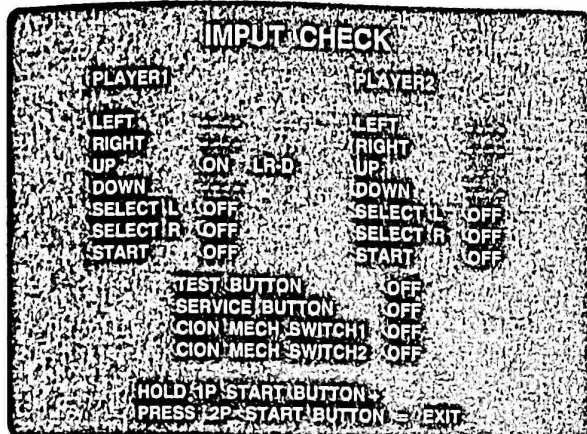 IMPUT CHECK
PLAYER1 PLAYER2
LEFT ---- LEFT ----
RIGHT ---- RIGHT ----
UP ON LR-D UP ----
DOWN ---- DOWN ----
SELECT L OFF SELECT L OFF
SELECT R OFF SELECT R OFF
START OFF START OFF
TEST BUTTON OFF
SERVICE BUTTON OFF
CION MECH SWITCH1 OFF
CION MECH SWITCH2 OFF
HOLD 1P START BUTTON
PRESS 2P START BUTTON = EXIT